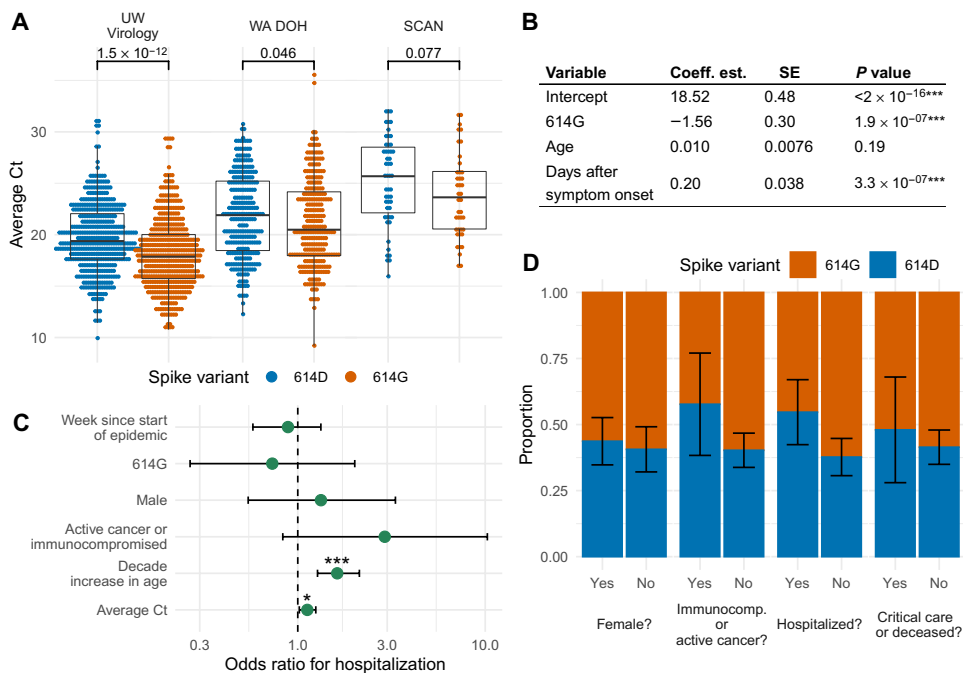 A
UW
Virology
WA DOH
SCAN
1.5 × 10−12
0.046
0.077
Average Ct
30
20
10
Spike variant
614D
614G
B
Variable
Coeff. est.
SE
P value
Intercept
18.52
0.48
<2 × 10−16***
614G
−1.56
0.30
1.9 × 10−07***
Age
0.010
0.0076
0.19
Days after
symptom onset
0.20
0.038
3.3 × 10−07***
C
Week since start
of epidemic
614G
Male
Active cancer or
immunocompromised
Decade
increase in age
***
Average Ct
*
0.3
1.0
3.0
10.0
Odds ratio for hospitalization
D
Spike variant
614G
614D
Proportion
1.00
0.75
0.50
0.25
0.00
Yes
No
Yes
No
Yes
No
Yes
No
Female?
Immunocomp.
or
active cancer?
Hospitalized?
Critical care
or deceased?